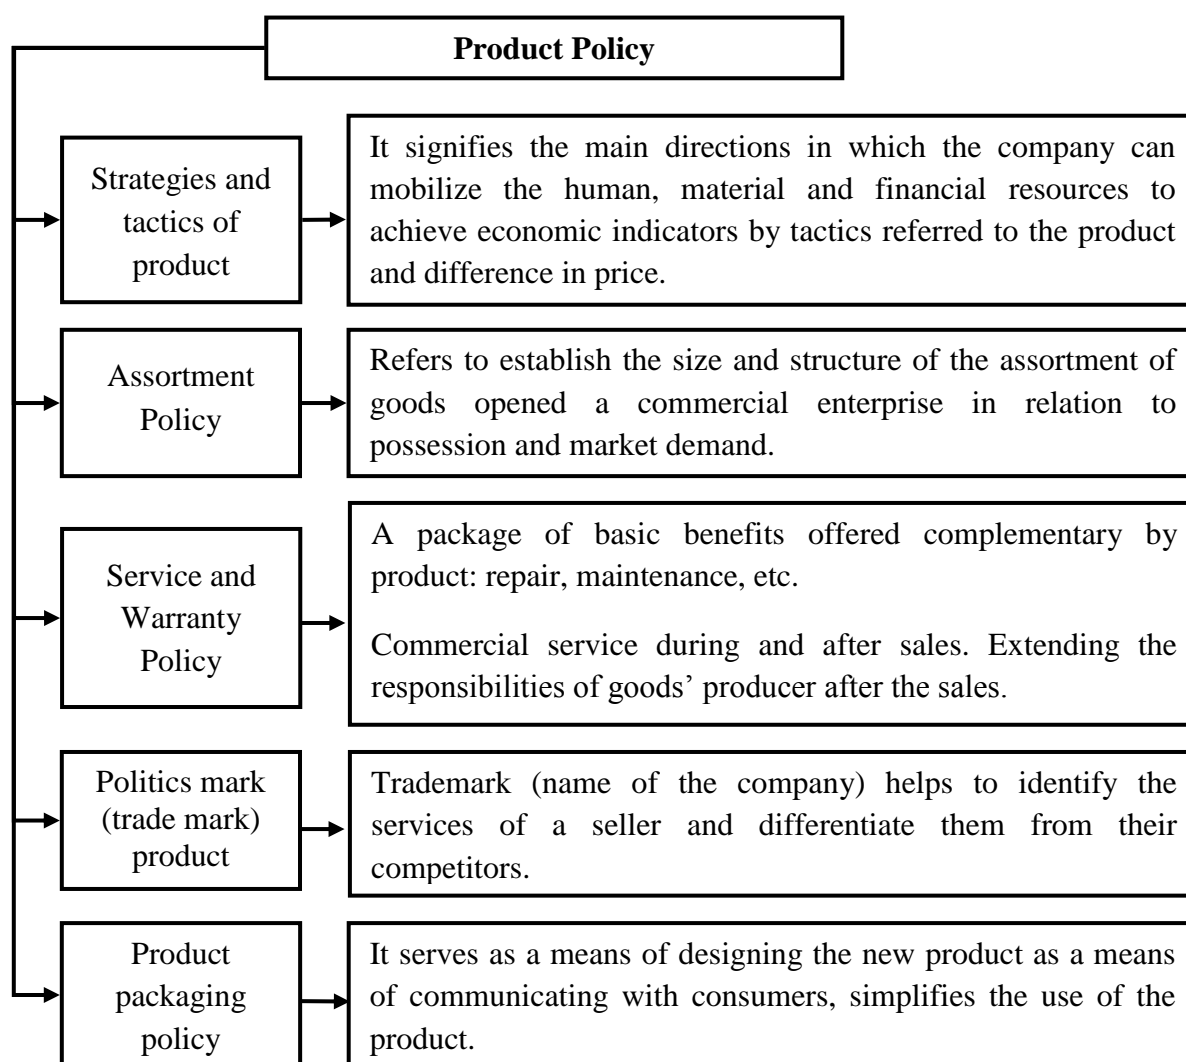 Product Policy
Strategies and
tactics of
product
It signifies the main directions in which the company can
mobilize the human, material and financial resources to
achieve economic indicators by tactics referred to the product
and difference in price.
Assortment
Policy
Refers to establish the size and structure of the assortment of
goods opened a commercial enterprise in relation to
possession and market demand.
Service and
Warranty
Policy
A package of basic benefits offered complementary by
product: repair, maintenance, etc.
Commercial service during and after sales. Extending the
responsibilities of goods’ producer after the sales.
Politics mark
(trade mark)
product
Trademark (name of the company) helps to identify the
services of a seller and differentiate them from their
competitors.
Product
packaging
policy
It serves as a means of designing the new product as a means
of communicating with consumers, simplifies the use of the
product.